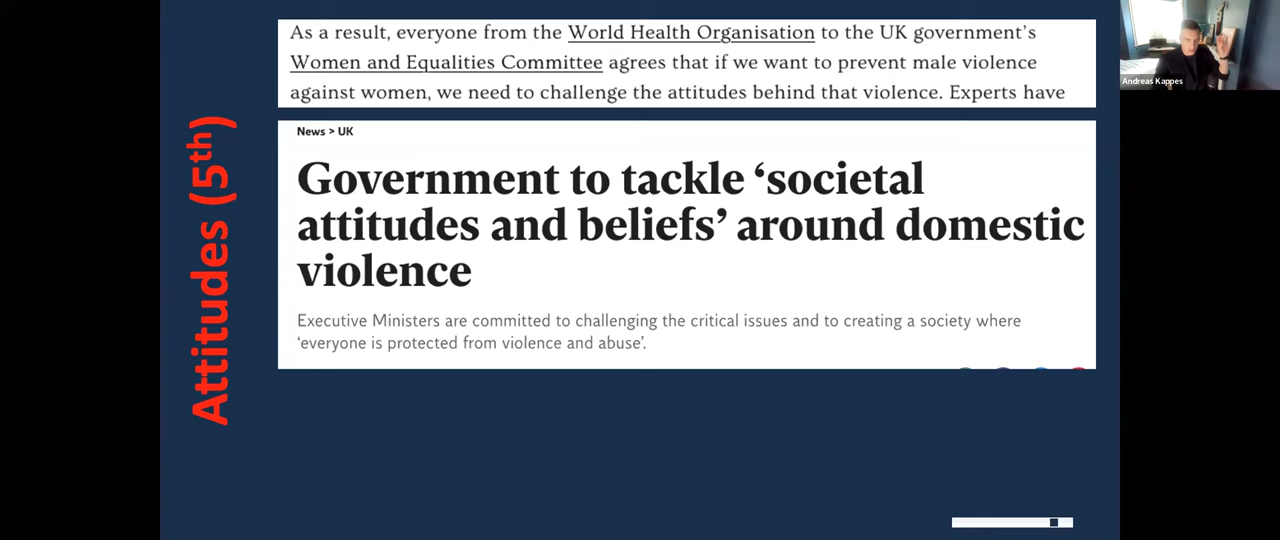 As a result, everyone from the World Health Organisation to the UK government's
Women and Equalities Committee agrees that if we want to prevent male violence
against women, we need to challenge the attitudes behind that violence. Experts have
News > UK
Government to tackle ‘societal
attitudes and beliefs’ around domestic
violence
Executive Ministers are committed to challenging the critical issues and to creating a society where
‘everyone is protected from violence and abuse’.
Attitudes (5th)
Andreas Kappes